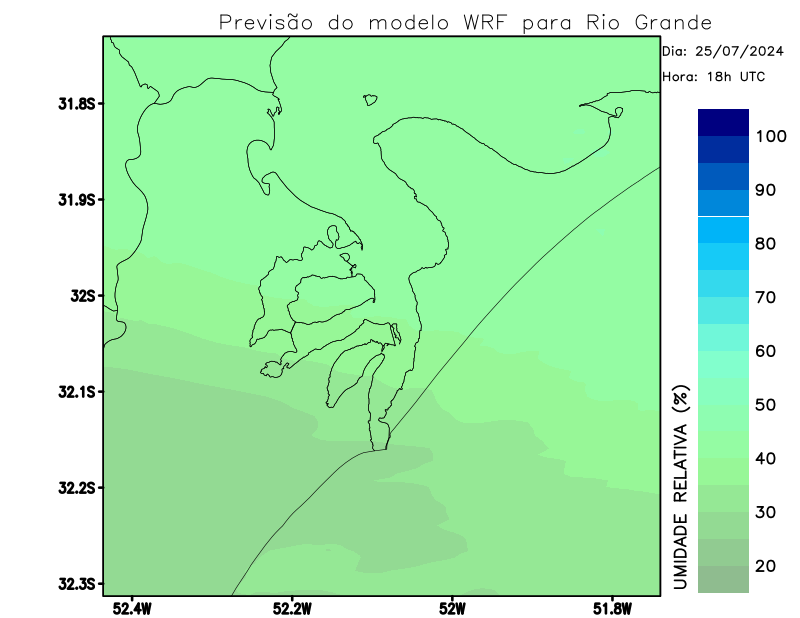 Previsão do modelo WRF para Rio Grande
Dia: 25/07/2024
Hora: 18h UTC
31.8S
31.9S
32S
32.1S
32.2S
32.3S
52.4W
52.2W
52W
51.8W
UMIDADE RELATIVA (%)
100
90
80
70
60
50
40
30
20